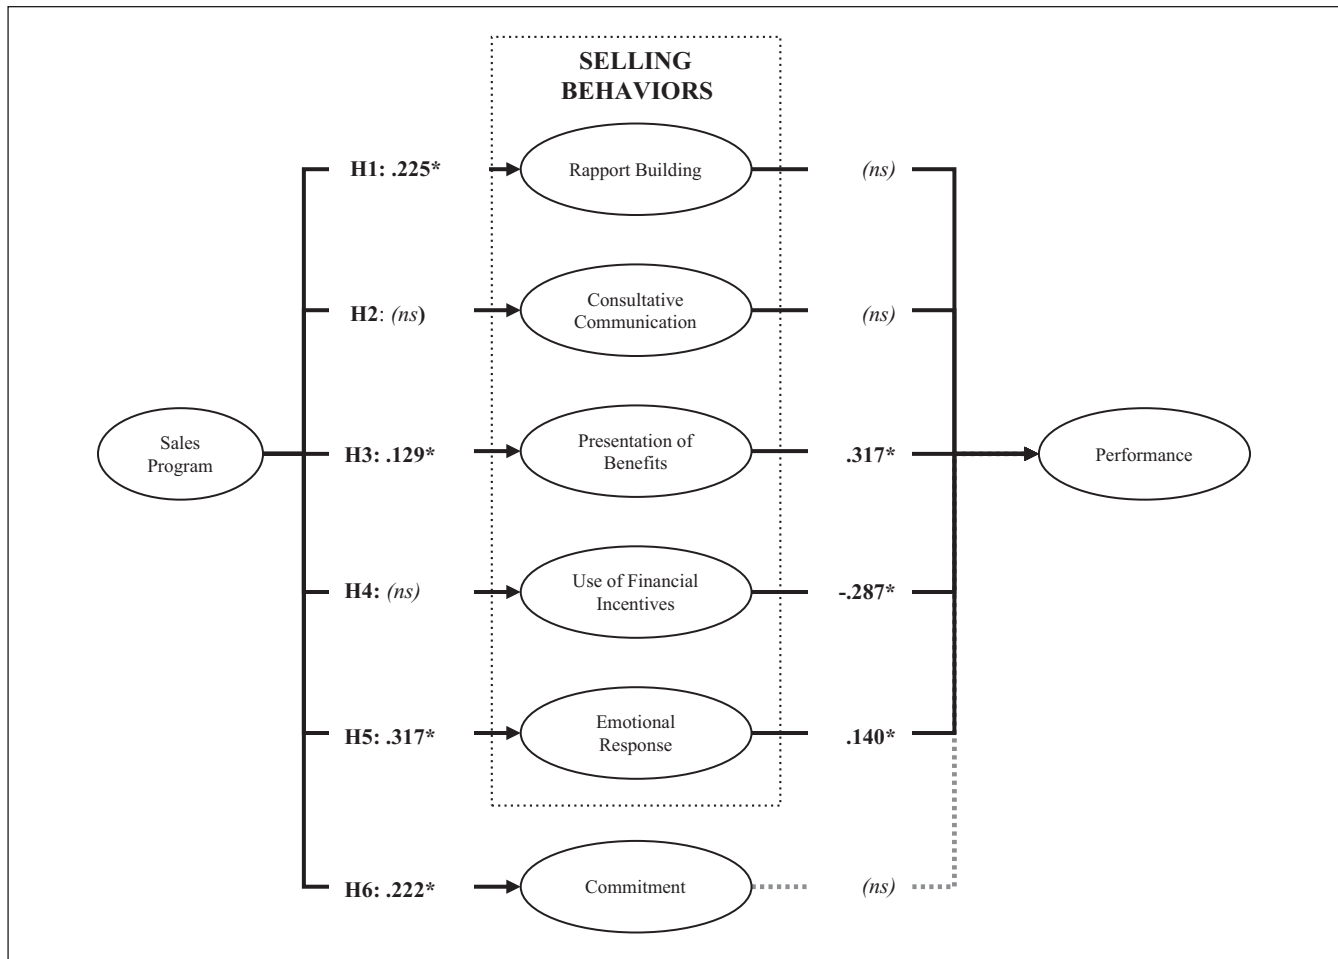 SELLING
BEHAVIORS
H1: .225*
Rapport Building
(ns)
H2: (ns)
Consultative
Communication
(ns)
Sales
Program
H3: .129*
Presentation of
Benefits
.317*
Performance
H4: (ns)
Use of Financial
Incentives
-.287*
H5: .317*
Emotional
Response
.140*
H6: .222*
Commitment
(ns)